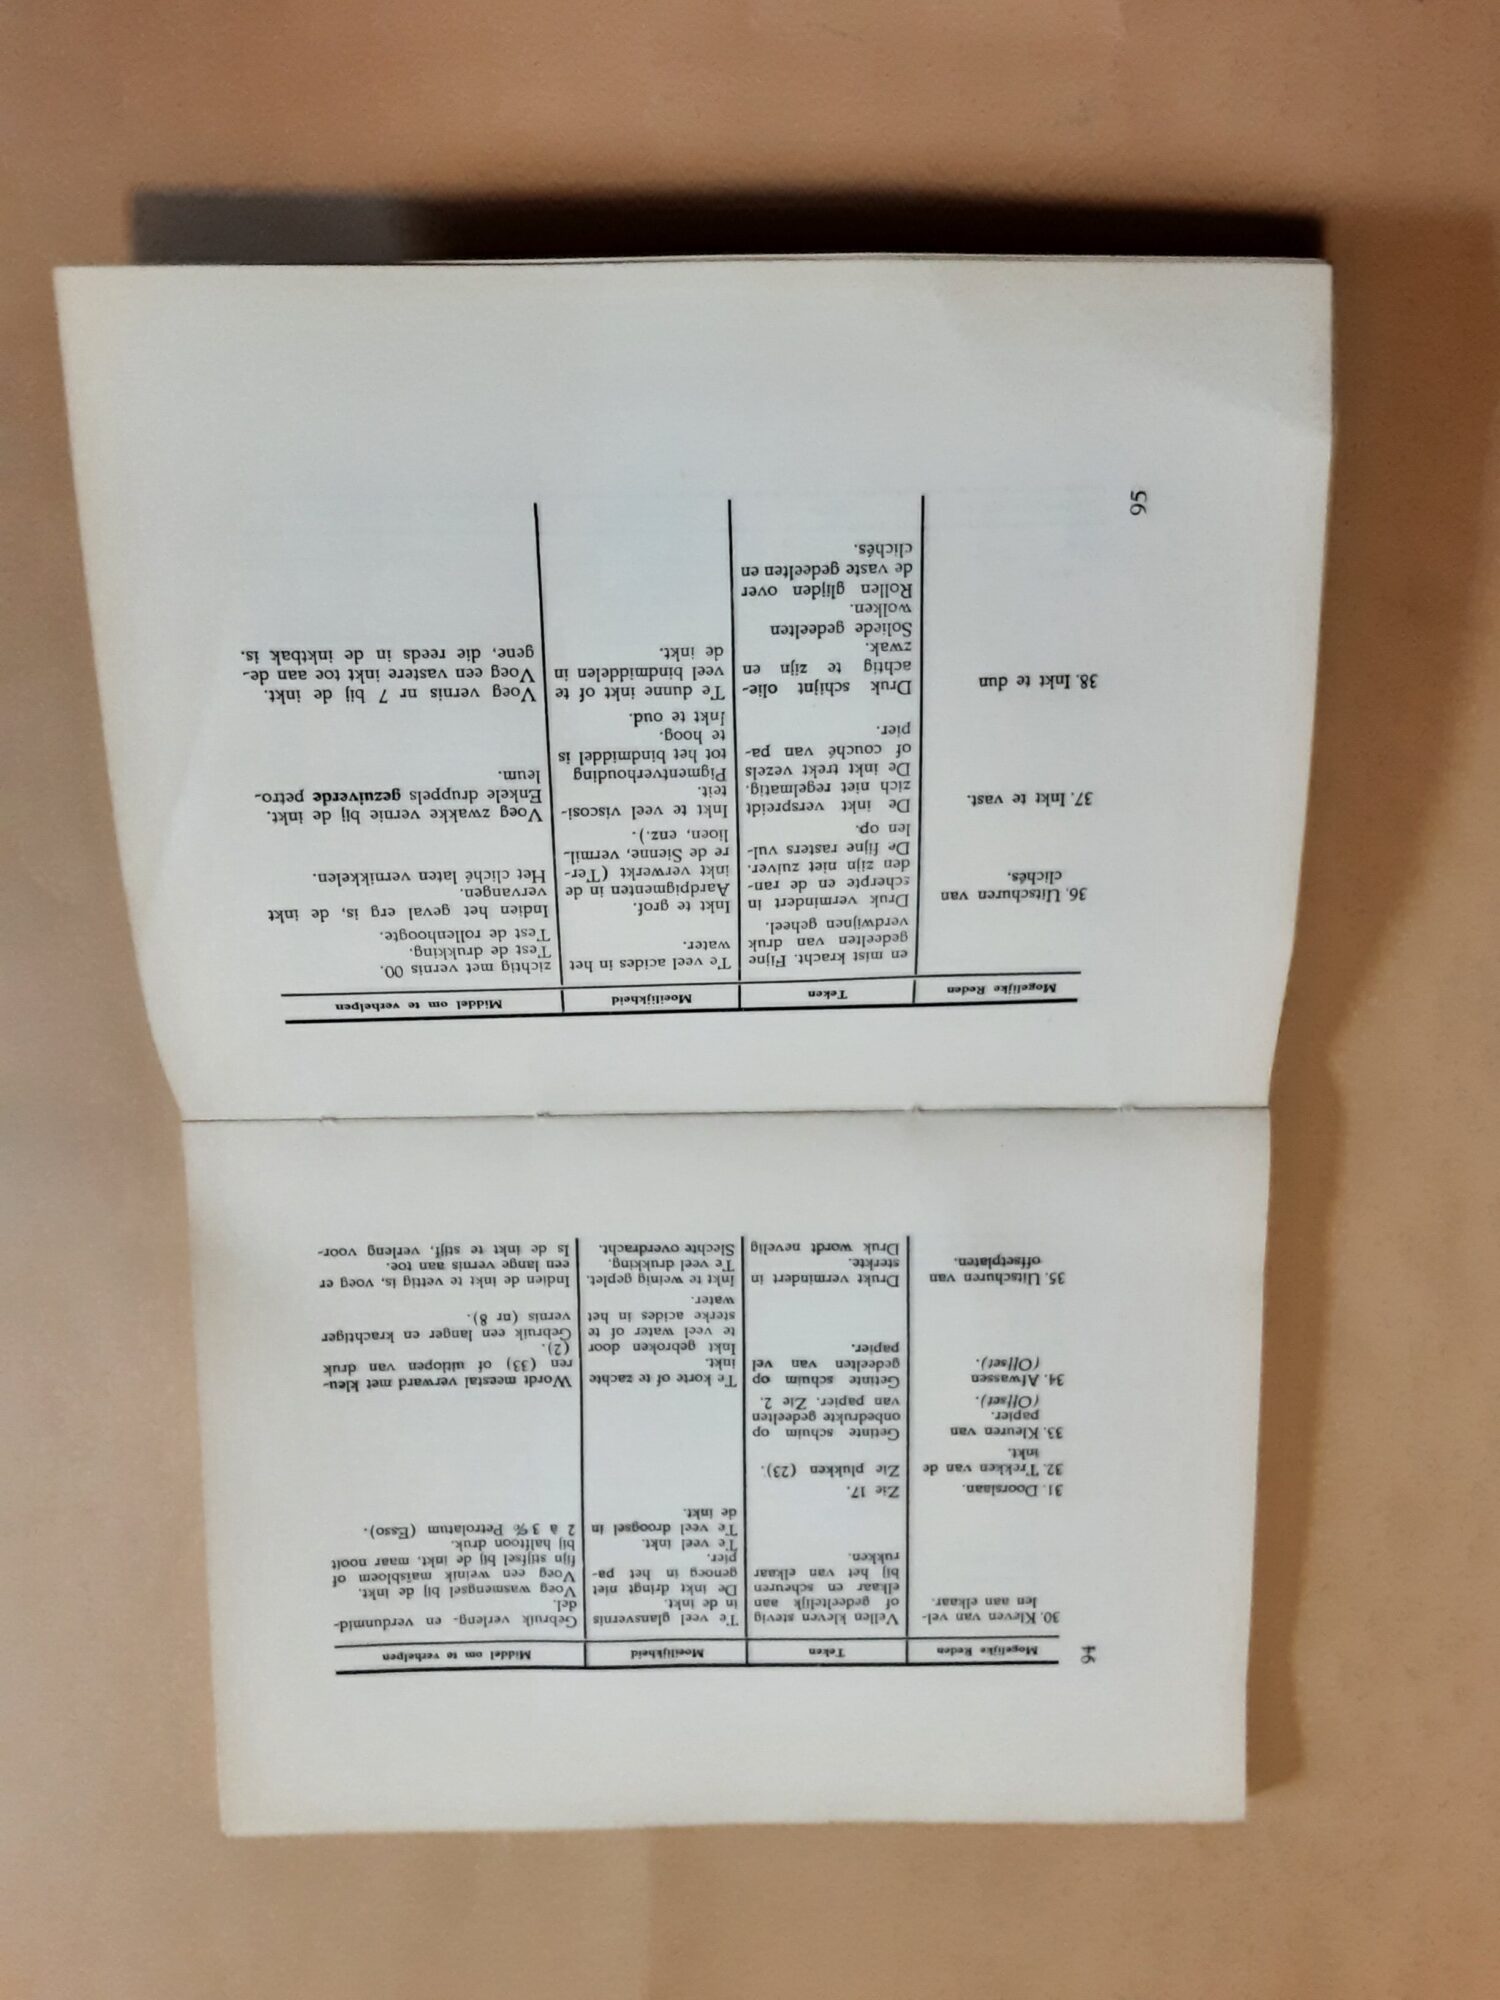 94
Mogelijke Reden
Teken
Moeilijkheid
Middel om te verhelpen
30. Kleven van vel-
len aan elkaar.
Vellen kleven stevig
of gedeeltelijk aan
elkaar en scheuren
bij het van elkaar
rukken.
Te veel glansvernis
in de inkt.
De inkt dringt niet
genoeg in het pa-
pier.
Te veel inkt.
Te veel droogsel in
de inkt.
Gebruik verleng- en verdunmid-
del.
Voeg wasmengsel bij de inkt.
Voeg een weinik maisbloem of
fijn stijfsel bij de inkt, maar nooit
bij halftoon druk.
2 à 3 % Petrolatum (Esso).
31. Doorslaan.
Zie 17.
32. Trekken van de
inkt.
Zie plukken (23).
33. Kleuren van
papier.
(Offset).
Getinte schuim op
onbedrukte gedeelten
van papier. Zie 2.
34. Afwassen
(Offset).
Getinte schuim op
gedeelten van vel
papier.
Te korte of te zachte
inkt.
Inkt gebroken door
te veel water of te
sterke acides in het
water.
Wordt meestal verward met kleu-
ren (33) of uitlopen van druk
(2).
Gebruik een langer en krachtiger
vernis (nr 8).
35. Uitschuren van
offsetplaten.
Drukt vermindert in
sterkte.
Druk wordt nevelig
Inkt te weinig geplet.
Te veel drukking.
Slechte overdracht.
Indien de inkt te vettig is, voeg er
een lange vernis aan toe.
Is de inkt te stijf, verleng voor-
Mogelijke Reden
Teken
Moeilijkheid
Middel om te verhelpen
en mist kracht. Fijne
gedeelten van druk
verdwijnen geheel.
Te veel acides in het
water.
zichtig met vernis 00.
Test de drukking.
Test de rollenhoogte.
36. Uitschuren van
clichés.
Druk vermindert in
scherpte en de ran-
den zijn niet zuiver.
De fijne rasters vul-
len op.
Inkt te grof.
Aardpigmenten in de
inkt verwerkt (Ter-
re de Sienne, vermil-
lioen, enz.).
Indien het geval erg is, de inkt
vervangen.
Het cliché laten vernikkelen.
37. Inkt te vast.
De inkt verspreidt
zich niet regelmatig.
De inkt trekt vezels
of couché van pa-
pier.
Inkt te veel viscosi-
teit.
Pigmentverhouding
tot het bindmiddel is
te hoog.
Inkt te oud.
Voeg zwakke vernie bij de inkt.
Enkele druppels gezuiverde petro-
leum.
38. Inkt te dun
Druk schijnt olie-
achtig te zijn en
zwak.
Soliede gedeelten
wolken.
Rollen glijden over
de vaste gedeelten en
clichés.
Te dunne inkt of te
veel bindmiddelen in
de inkt.
Voeg vernis nr 7 bij de inkt.
Voeg een vastere inkt toe aan de-
gene, die reeds in de inktbak is.
95